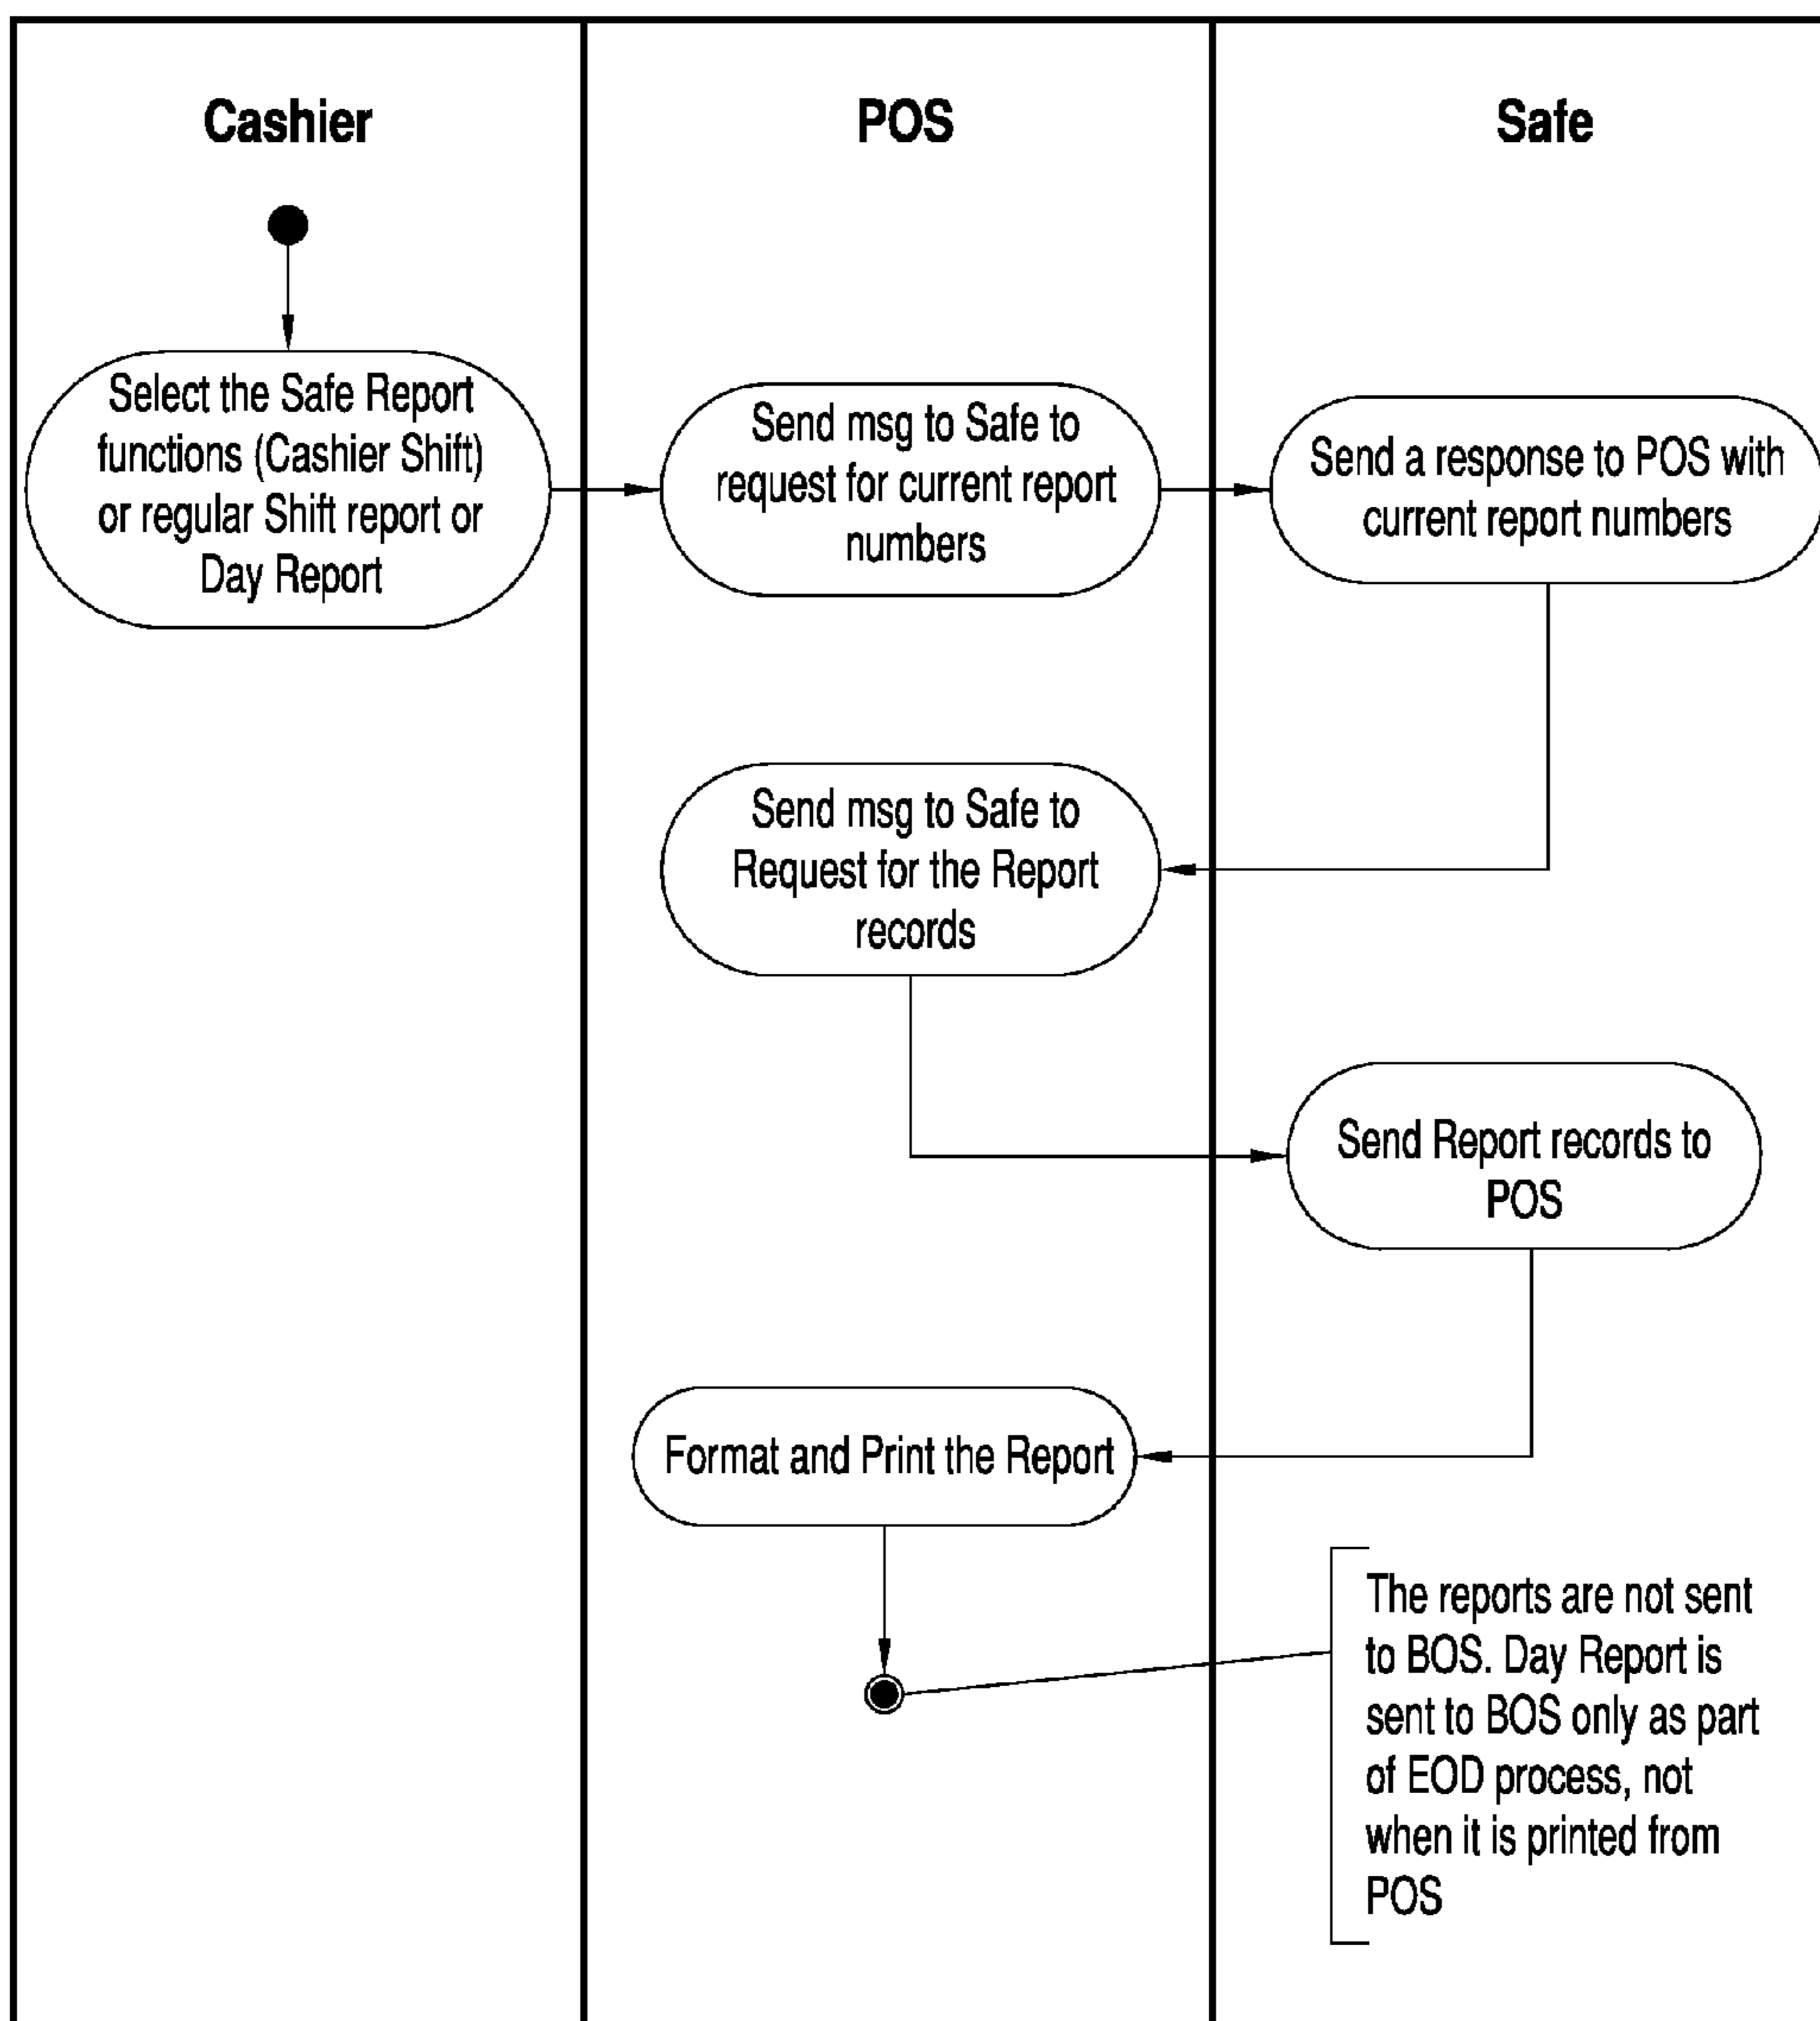 Cashier
POS
Safe
Select the Safe Report
functions (Cashier Shift)
or regular Shift report or
Day Report
Send msg to Safe to
request for current report
numbers
Send a response to POS with
current report numbers
Send msg to Safe to
Request for the Report
records
Send Report records to
POS
Format and Print the Report
The reports are not sent
to BOS. Day Report is
sent to BOS only as part
of EOD process, not
when it is printed from
POS